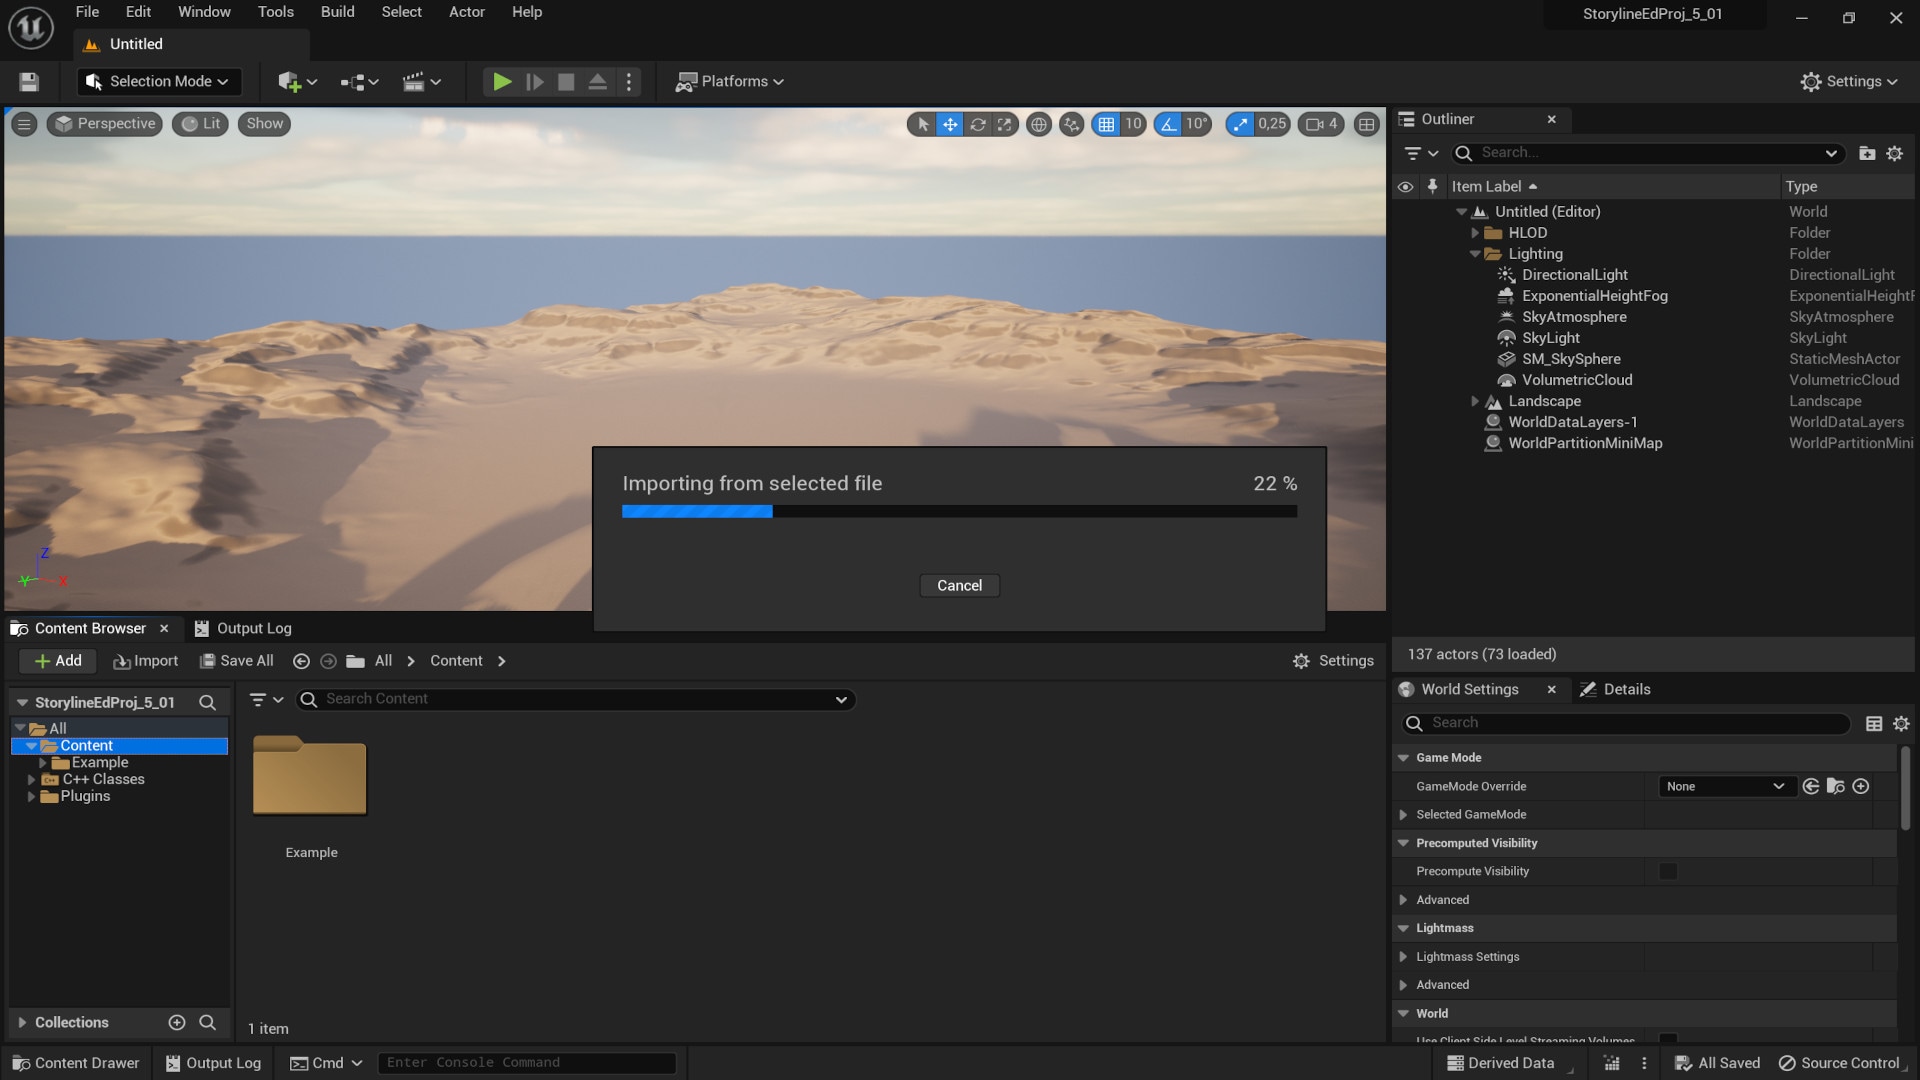 File Edit Window Tools Build Select Actor Help
StorylineEdProj_5_01
Untitled
Selection Mode
Platforms
Settings
Perspective Lit Show
10 10° 0,25 4
Outliner
Search...
Item Label Type
Untitled (Editor) World
HLOD Folder
Lighting Folder
DirectionalLight DirectionalLight
ExponentialHeightFog ExponentialHeightF
SkyAtmosphere SkyAtmosphere
SkyLight SkyLight
SM_SkySphere StaticMeshActor
VolumetricCloud VolumetricCloud
Landscape Landscape
WorldDataLayers-1 WorldDataLayers
WorldPartitionMiniMap WorldPartitionMini
137 actors (73 loaded)
Importing from selected file 22 %
Cancel
Z
Y X
Content Browser Output Log
Add Import Save All All Content Settings
StorylineEdProj_5_01
Search Content
All
Content
Example
C++ Classes
Plugins
Example
Collections
1 item
World Settings Details
Search
Game Mode
GameMode Override None
Selected GameMode
Precomputed Visibility
Precompute Visibility
Advanced
Lightmass
Lightmass Settings
Advanced
World
Use Client Side Level Streaming Volumes
Content Drawer Output Log Cmd Enter Console Command
Derived Data All Saved Source Control